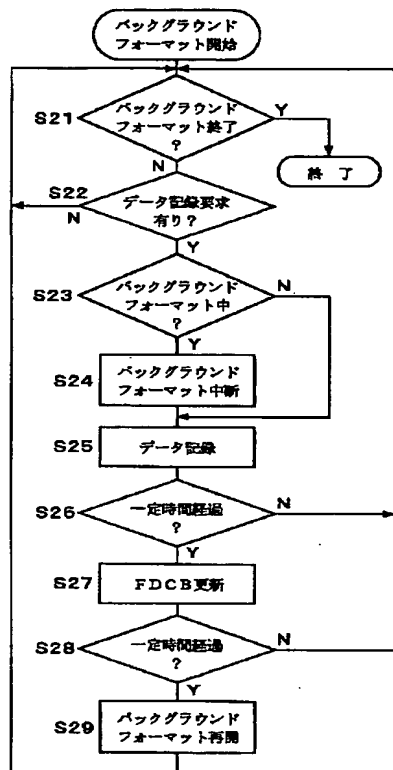 バックグラウンド
フォーマット開始
S21
バックグラウンド
フォーマット終了
?
Y
N
終 了
S22
データ記録要求
有り?
N
Y
S23
バックグラウンド
フォーマット中
?
N
Y
S24
バックグラウンド
フォーマット中断
S25
データ記録
S26
一定時間経過
?
N
Y
S27
FDCB更新
S28
一定時間経過
?
N
Y
S29
バックグラウンド
フォーマット再開